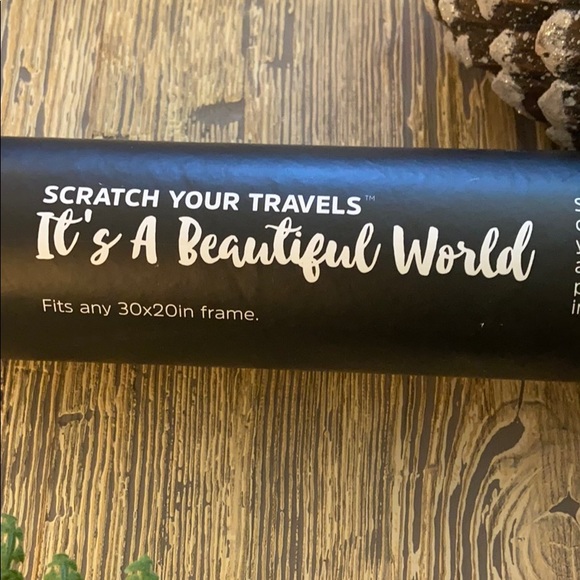 SCRATCH YOUR TRAVELS™
It's A Beautiful World
Fits any 30x20in frame.